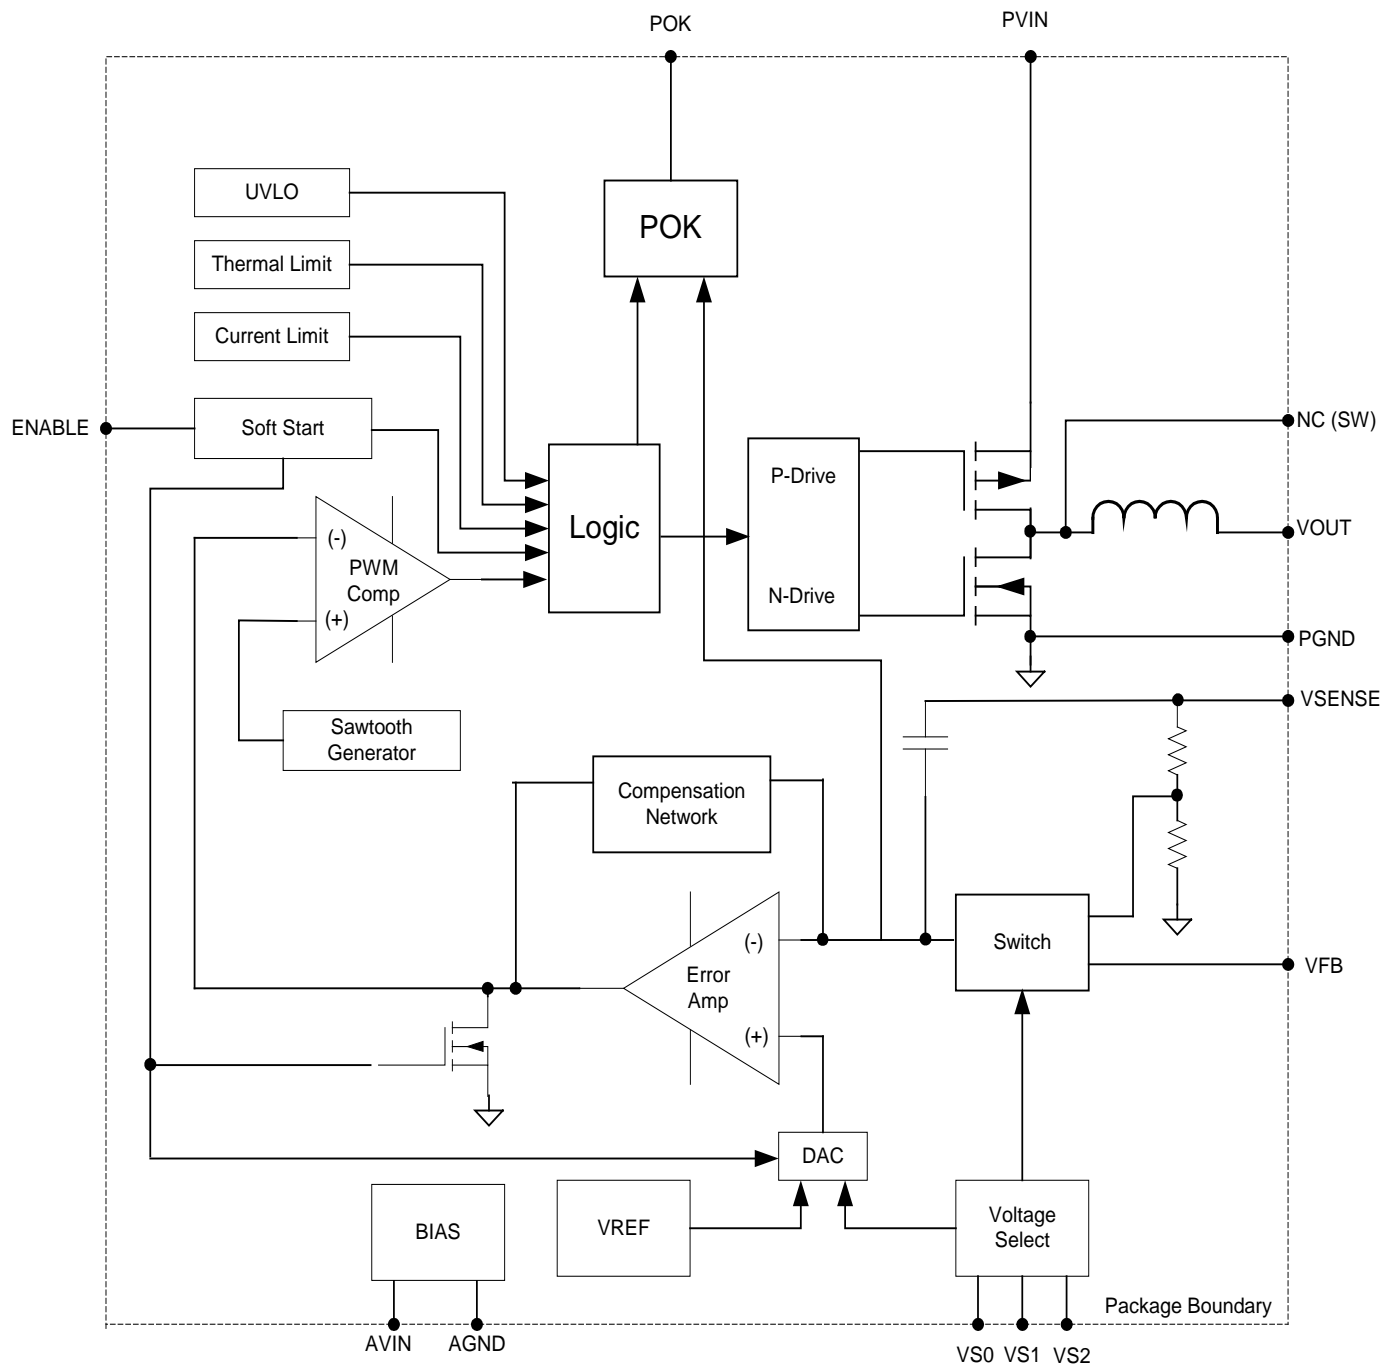 POK
PVIN
UVLO
POK
Thermal Limit
Current Limit
ENABLE
Soft Start
NC (SW)
P-Drive
(-)
PWM
Comp
(+)
Logic
VOUT
N-Drive
PGND
VSENSE
Sawtooth
Generator
Compensation
Network
(-)
Error
Amp
(+)
Switch
VFB
DAC
BIAS
VREF
Voltage
Select
Package Boundary
AVIN
AGND
VS0
VS1
VS2